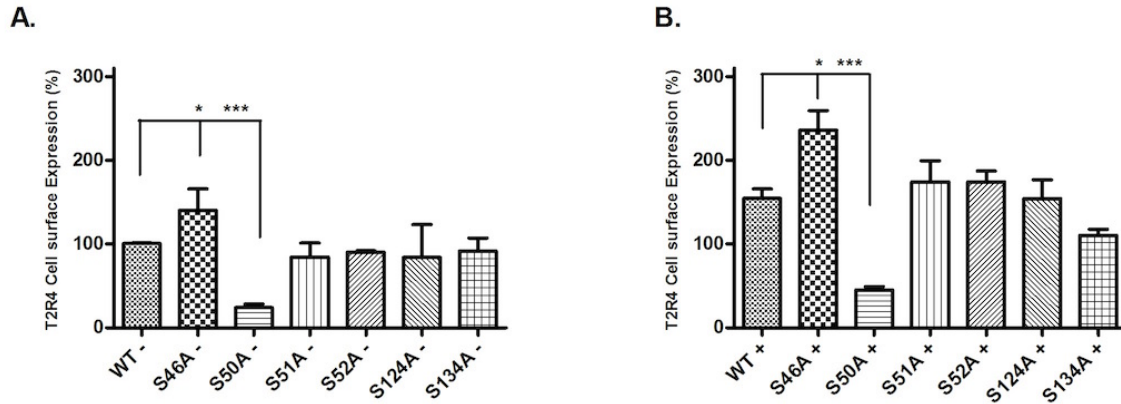 A.
T2R4 Cell surface Expression (%)
300
200
100
0
* ***
WT -
S46A -
S50A -
S51A -
S52A -
S124A -
S134A -
B.
T2R4 Cell surface Expression (%)
300
200
100
0
* ***
WT +
S46A +
S50A +
S51A +
S52A +
S124A +
S134A +